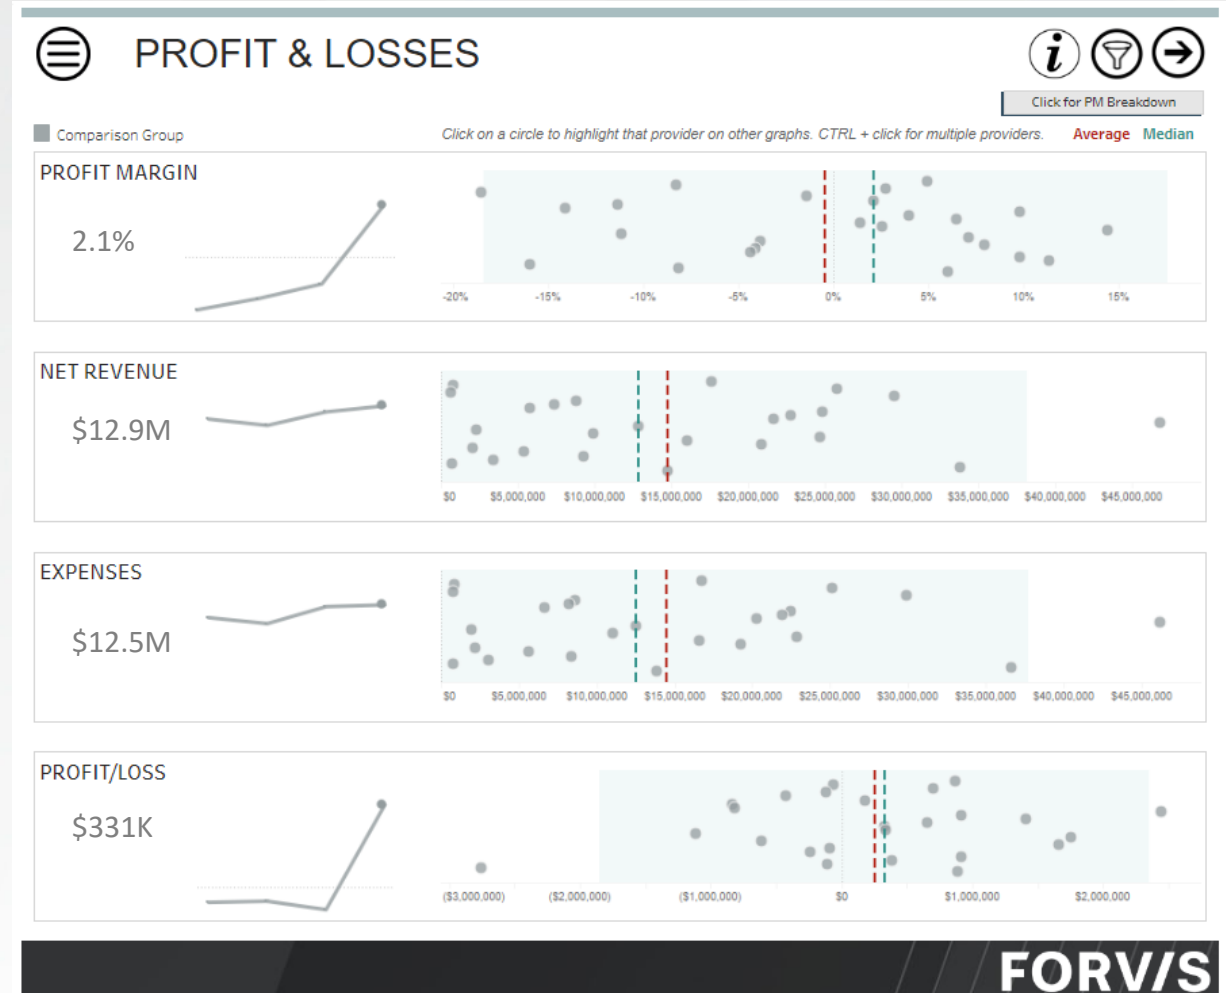 PROFIT & LOSSES
i
Click for PM Breakdown
Comparison Group
Click on a circle to highlight that provider on other graphs. CTRL + click for multiple providers.
Average Median
PROFIT MARGIN
2.1%
-20% -15% -10% -5% 0% 5% 10% 15%
NET REVENUE
$12.9M
$0 $5,000,000 $10,000,000 $15,000,000 $20,000,000 $25,000,000 $30,000,000 $35,000,000 $40,000,000 $45,000,000
EXPENSES
$12.5M
$0 $5,000,000 $10,000,000 $15,000,000 $20,000,000 $25,000,000 $30,000,000 $35,000,000 $40,000,000 $45,000,000
PROFIT/LOSS
$331K
($3,000,000) ($2,000,000) ($1,000,000) $0 $1,000,000 $2,000,000
FORV/S